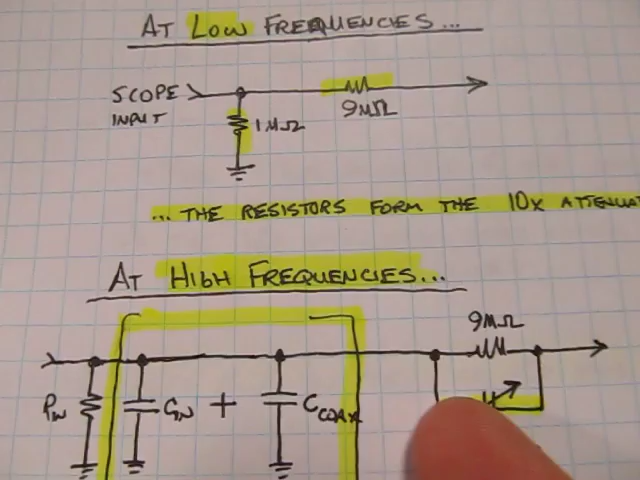 AT LOW FREQUENCIES...
SCOPE
INPUT
1MΩ
9MΩ
...THE RESISTORS FORM THE 10X ATTENUAT
AT HIGH FREQUENCIES...
9MΩ
RIN
CIN
+
CCOAX